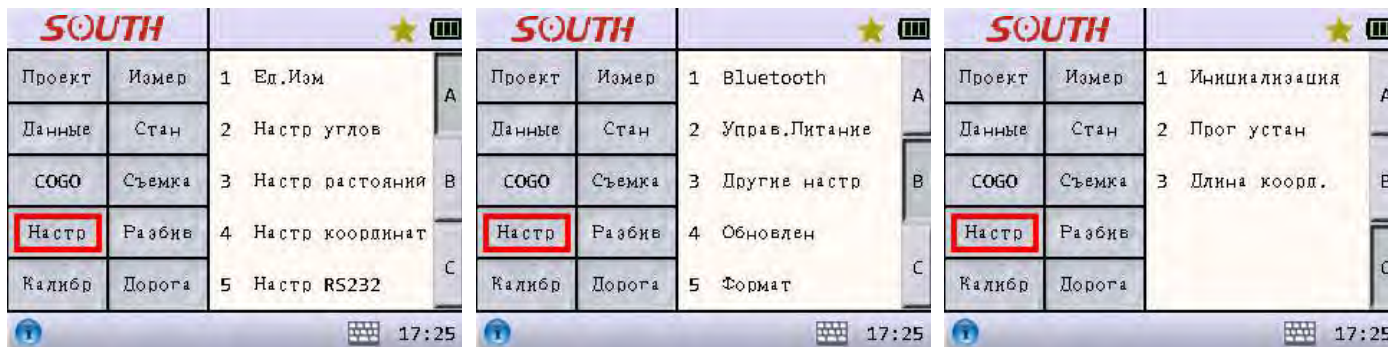 SOUTH
Проект Измер
Данные Стан
COGO Съемка
Настр Разбив
Калибр Дорога
1 Ед.Изм
2 Настр углов
3 Настр растояний
4 Настр координат
5 Настр RS232
A
B
C
17:25
SOUTH
Проект Измер
Данные Стан
COGO Съемка
Настр Разбив
Калибр Дорога
1 Bluetooth
2 Управ.Питание
3 Другие настр
4 Обновлен
5 Формат
A
B
C
17:25
SOUTH
Проект Измер
Данные Стан
COGO Съемка
Настр Разбив
Калибр Дорога
1 Инициализация
2 Прог устан
3 Длина коорд.
A
B
C
17:25